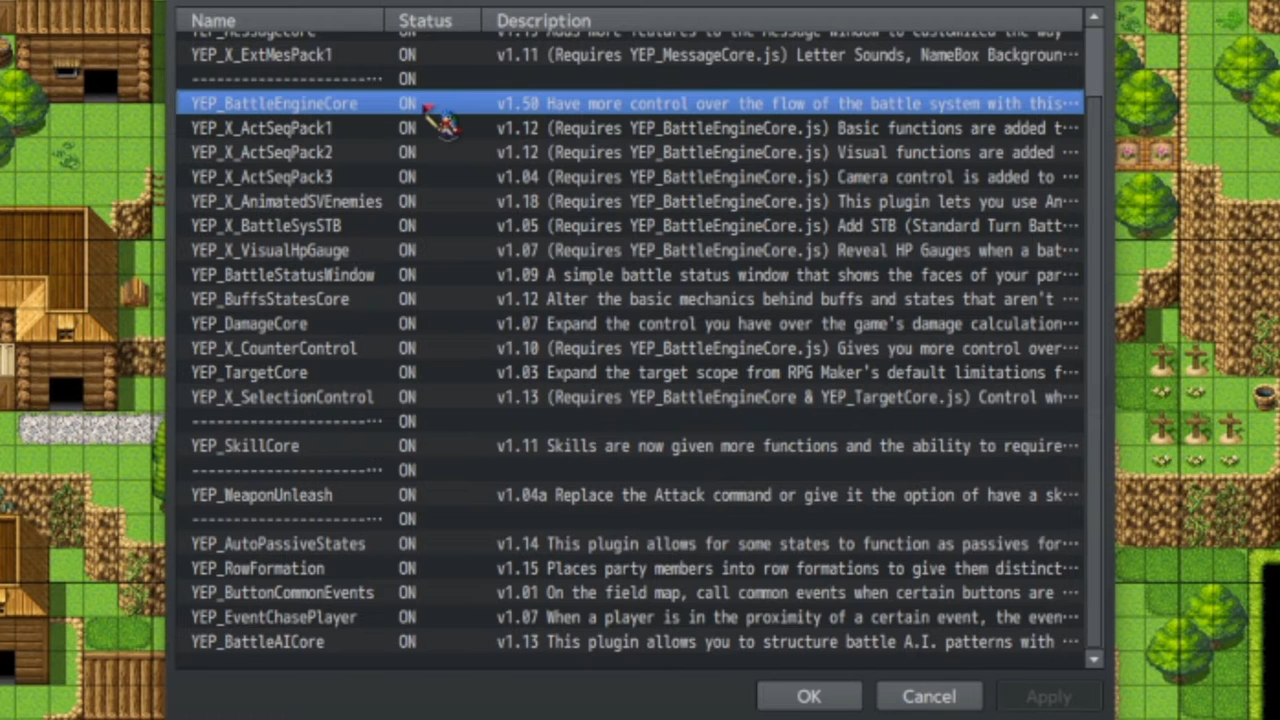 Name Status Description
YEP_MessageCore ON v1.19 Adds more features to the Message Window to customized the way
YEP_X_ExtMesPack1 ON v1.11 (Requires YEP_MessageCore.js) Letter Sounds, NameBox Backgroun···
---------------------··· ON
YEP_BattleEngineCore ON v1.50 Have more control over the flow of the battle system with this···
YEP_X_ActSeqPack1 ON v1.12 (Requires YEP_BattleEngineCore.js) Basic functions are added t···
YEP_X_ActSeqPack2 ON v1.12 (Requires YEP_BattleEngineCore.js) Visual functions are added ···
YEP_X_ActSeqPack3 ON v1.04 (Requires YEP_BattleEngineCore.js) Camera control is added to ···
YEP_X_AnimatedSVEnemies ON v1.18 (Requires YEP_BattleEngineCore.js) This plugin lets you use An···
YEP_X_BattleSysSTB ON v1.05 (Requires YEP_BattleEngineCore.js) Add STB (Standard Turn Batt···
YEP_X_VisualHpGauge ON v1.07 (Requires YEP_BattleEngineCore.js) Reveal HP Gauges when a bat···
YEP_BattleStatusWindow ON v1.09 A simple battle status window that shows the faces of your par···
YEP_BuffsStatesCore ON v1.12 Alter the basic mechanics behind buffs and states that aren't ···
YEP_DamageCore ON v1.07 Expand the control you have over the game's damage calculation···
YEP_X_CounterControl ON v1.10 (Requires YEP_BattleEngineCore.js) Gives you more control over···
YEP_TargetCore ON v1.03 Expand the target scope from RPG Maker's default limitations f···
YEP_X_SelectionControl ON v1.13 (Requires YEP_BattleEngineCore & YEP_TargetCore.js) Control wh···
---------------------··· ON
YEP_SkillCore ON v1.11 Skills are now given more functions and the ability to require···
---------------------··· ON
YEP_WeaponUnleash ON v1.04a Replace the Attack command or give it the option of have a sk···
---------------------··· ON
YEP_AutoPassiveStates ON v1.14 This plugin allows for some states to function as passives for···
YEP_RowFormation ON v1.15 Places party members into row formations to give them distinct···
YEP_ButtonCommonEvents ON v1.01 On the field map, call common events when certain buttons are ···
YEP_EventChasePlayer ON v1.07 When a player is in the proximity of a certain event, the even···
YEP_BattleAICore ON v1.13 This plugin allows you to structure battle A.I. patterns with ···
OK Cancel Apply